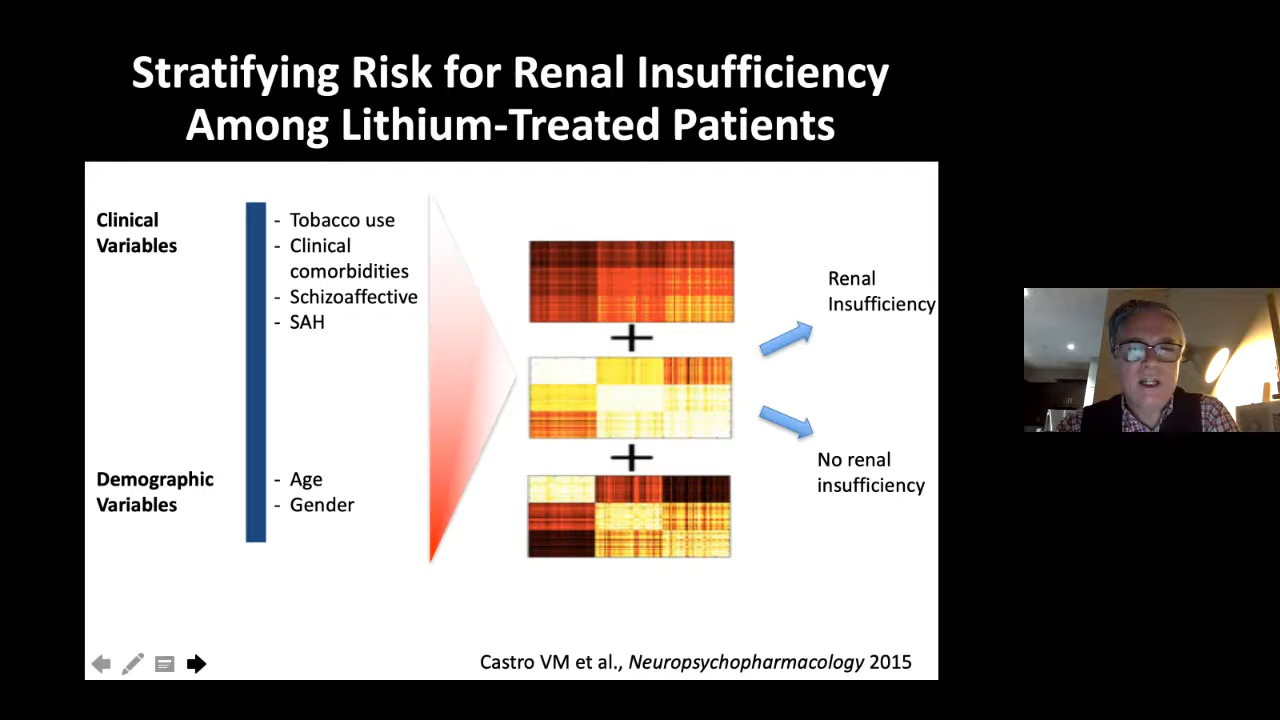 Stratifying Risk for Renal Insufficiency
Among Lithium-Treated Patients
Clinical
Variables
- Tobacco use
- Clinical
comorbidities
- Schizoaffective
- SAH
Demographic
Variables
- Age
- Gender
+
+
Renal
Insufficiency
No renal
insufficiency
Castro VM et al., Neuropsychopharmacology 2015